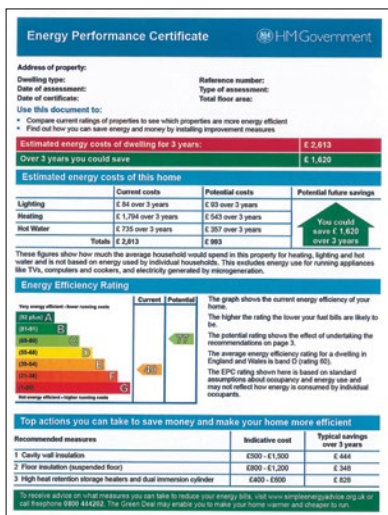 Energy Performance Certificate
HM Government
Address of property:
Dwelling type:
Reference number:
Date of assessment:
Type of assessment:
Date of certificate:
Total floor area:
Use this document to:
• Compare current ratings of properties to see which properties are more energy efficient
• Find out how you can save energy and money by installing improvement measures
Estimated energy costs of dwelling for 3 years: £ 2,613
Over 3 years you could save £ 1,620
Estimated energy costs of this home
Current costs Potential costs Potential future savings
Lighting £ 84 over 3 years £ 93 over 3 years
Heating £ 1,794 over 3 years £ 543 over 3 years
Hot Water £ 735 over 3 years £ 357 over 3 years
Totals £ 2,613 £ 993
You could
save £ 1,620
over 3 years
These figures show how much the average household would spend in this property for heating, lighting and hot
water and is not based on energy used by individual households. This excludes energy use for running appliances
like TVs, computers and cookers, and electricity generated by microgeneration.
Energy Efficiency Rating
Current Potential
Very energy efficient - lower running costs
(92 plus) A
(81-91) B
(69-80) C
(55-68) D
(39-54) E
(21-38) F
(1-20) G
Not energy efficient - higher running costs
77
The graph shows the current energy efficiency of your
home.
The higher the rating the lower your fuel bills are likely to
be.
The potential rating shows the effect of undertaking the
recommendations on page 3.
The average energy efficiency rating for a dwelling in
England and Wales is band D (rating 60).
The EPC rating shown here is based on standard
assumptions about occupancy and energy use and
may not reflect how energy is consumed by individual
occupants.
Top actions you can take to save money and make your home more efficient
Recommended measures Indicative cost Typical savings
over 3 years
1 Cavity wall insulation £500 - £1,500 £ 444
2 Floor insulation (suspended floor) £800 - £1,200 £ 348
3 High heat retention storage heaters and dual immersion cylinder £400 - £600 £ 828
To receive advice on what measures you can take to reduce your energy bills, visit www.simpleenergyadvice.org.uk or
call freephone 0800 444202. The Green Deal may enable you to make your home warmer and cheaper to run.
1